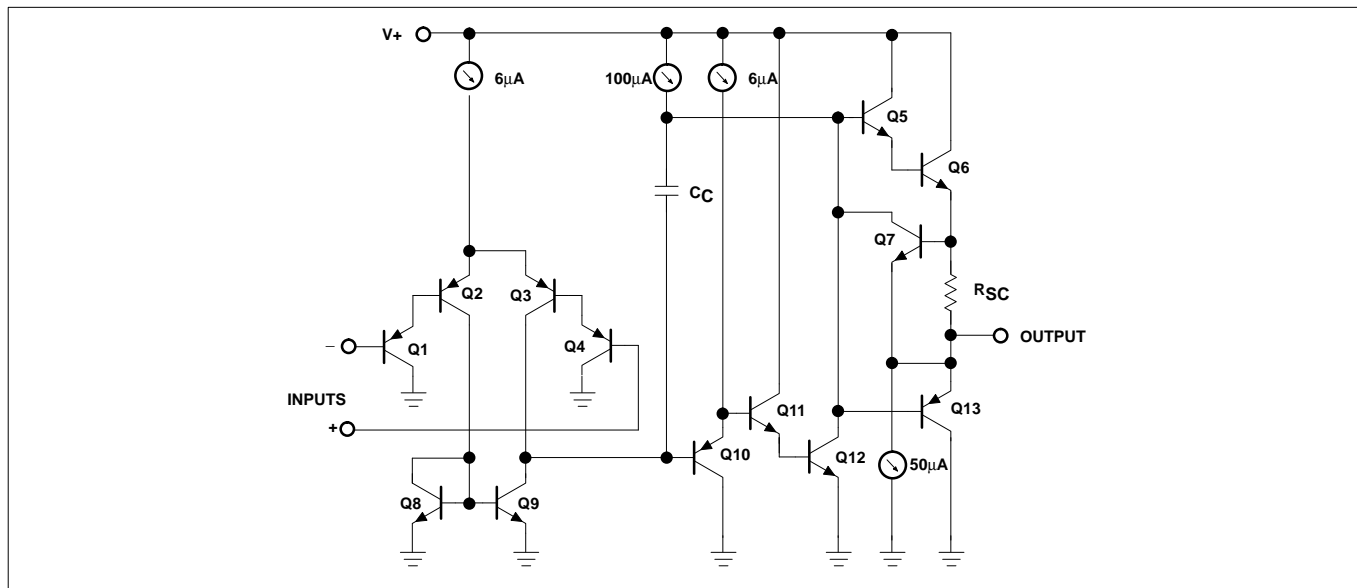 V+
6µA
100µA
6µA
Q5
Q6
CC
Q7
Q2
Q3
RSC
– Q1
Q4
OUTPUT
INPUTS
+
Q11
Q13
Q10
Q12
50µA
Q8
Q9